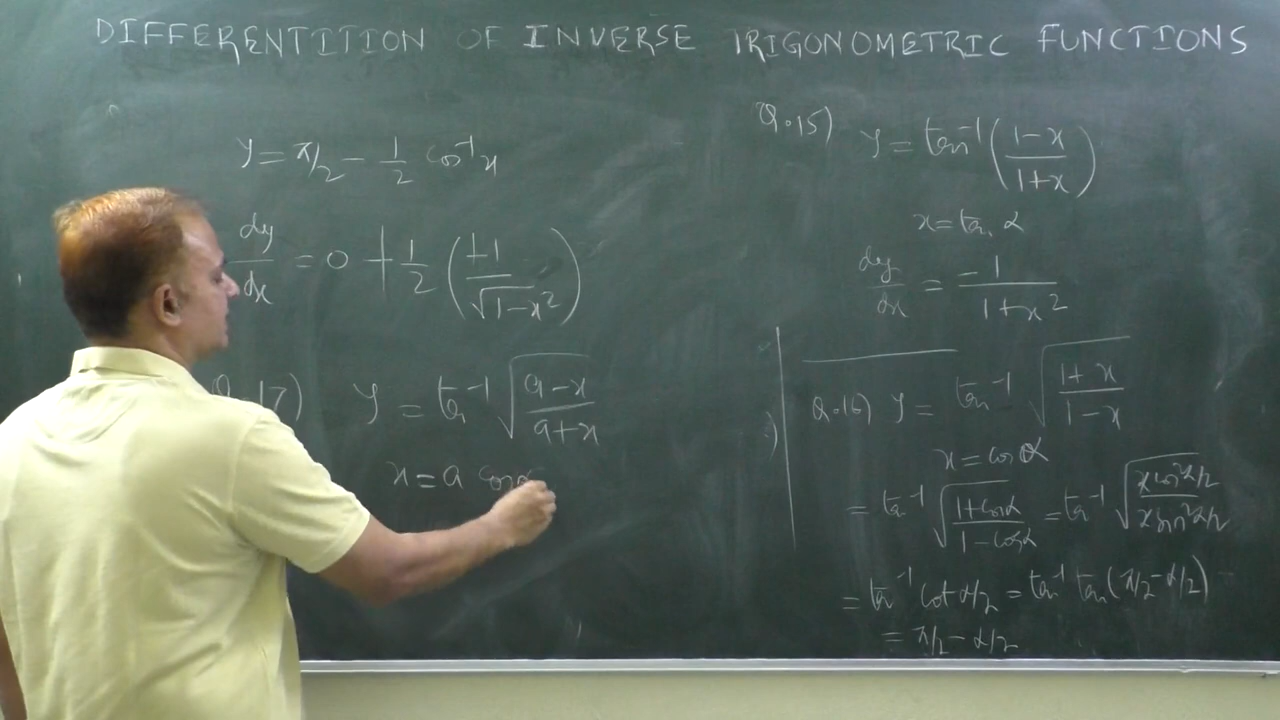 DIFFERENTITION OF INVERSE TRIGONOMETRIC FUNCTIONS
y = π/2 − 1/2 cos⁻¹x
dy/dx = 0 + 1/2 (+1/√(1−x²))
Q.17) y = tan⁻¹ √((a−x)/(a+x))
x = a cosα
Q.15) y = tan⁻¹ ((1−x)/(1+x))
x = tan α
dy/dx = −1/(1+x²)
Q.16) y = tan⁻¹ √((1+x)/(1−x))
x = cosα
= tan⁻¹ √((1+cosα)/(1−cosα)) = tan⁻¹ √((2cos²α/2)/(2sin²α/2))
= tan⁻¹ cot α/2 = tan⁻¹ tan(π/2 − α/2)
= π/2 − α/2